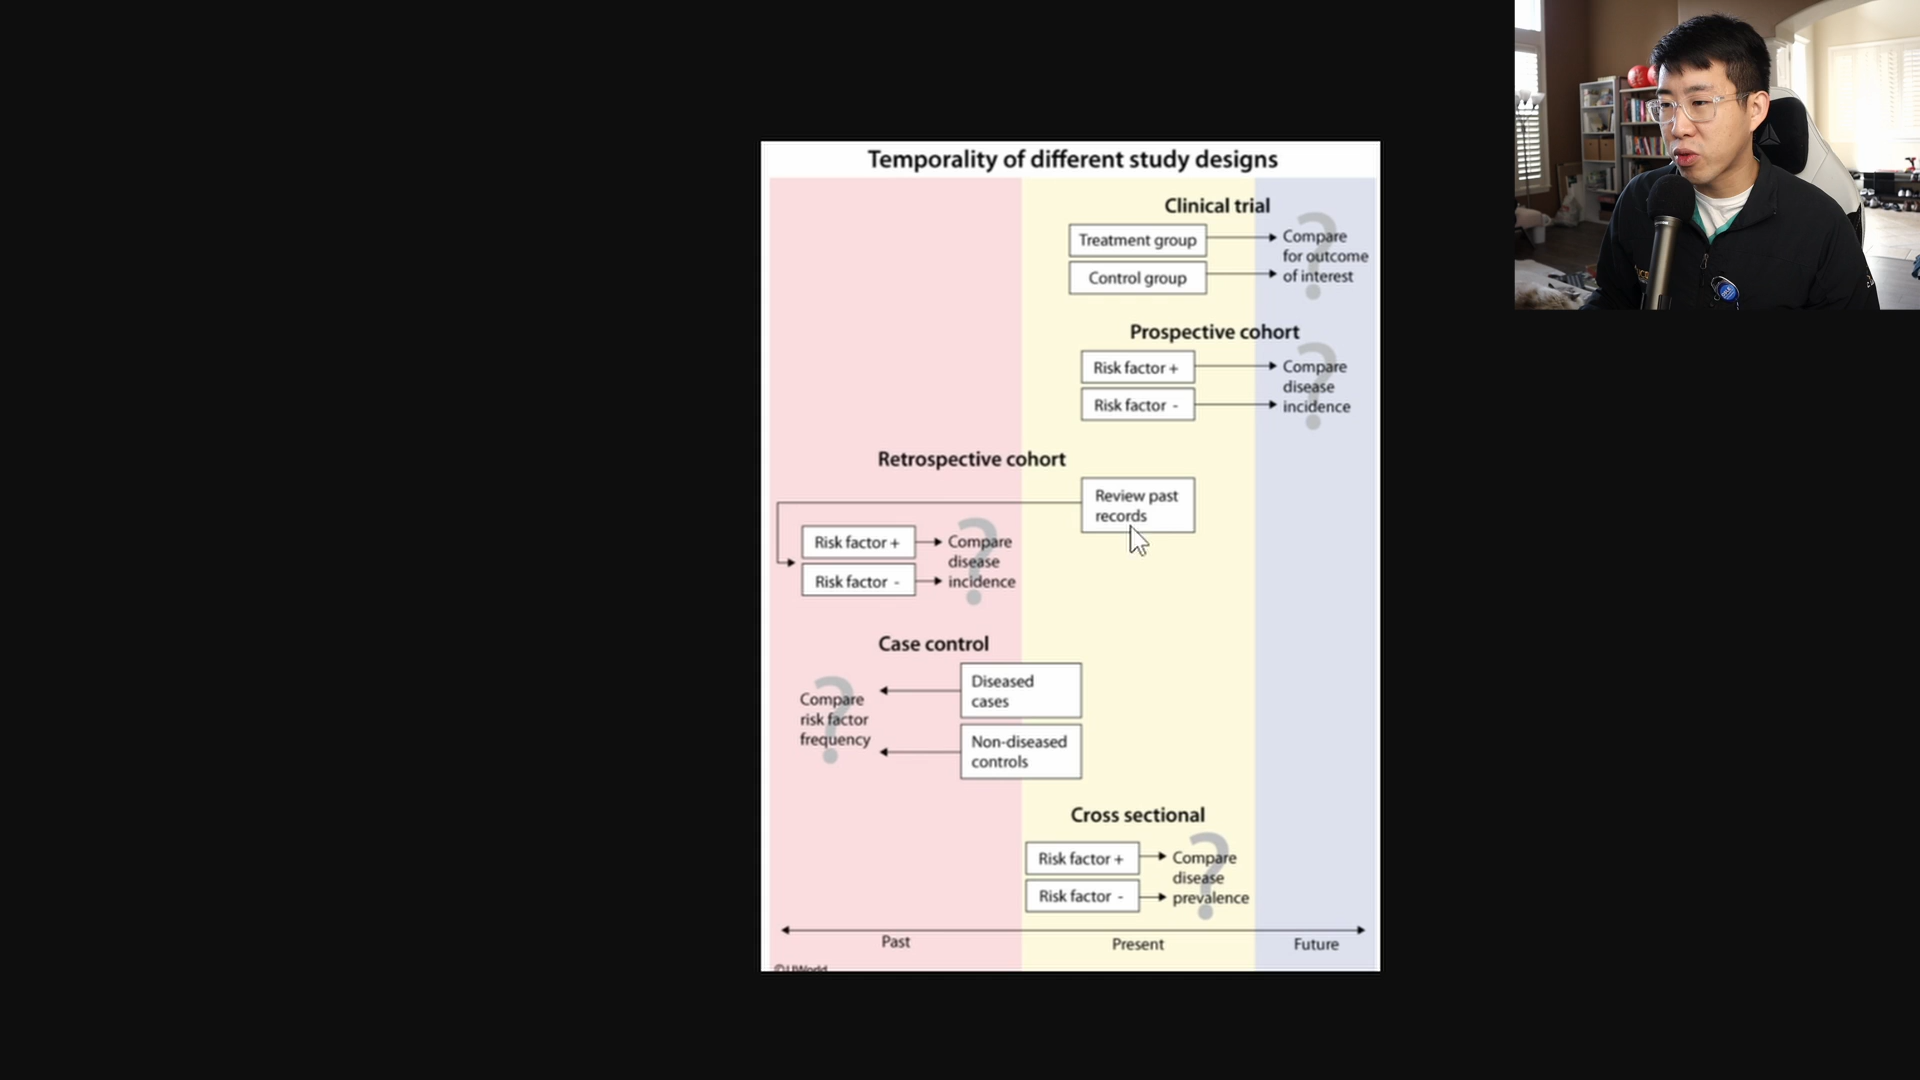 Temporality of different study designs
Clinical trial
Treatment group
Control group
Compare
for outcome
of interest
Prospective cohort
Risk factor +
Risk factor -
Compare
disease
incidence
Retrospective cohort
Review past
records
Risk factor +
Risk factor -
Compare
disease
incidence
Case control
Diseased
cases
Non-diseased
controls
Compare
risk factor
frequency
Cross sectional
Risk factor +
Risk factor -
Compare
disease
prevalence
Past
Present
Future
©UWorld